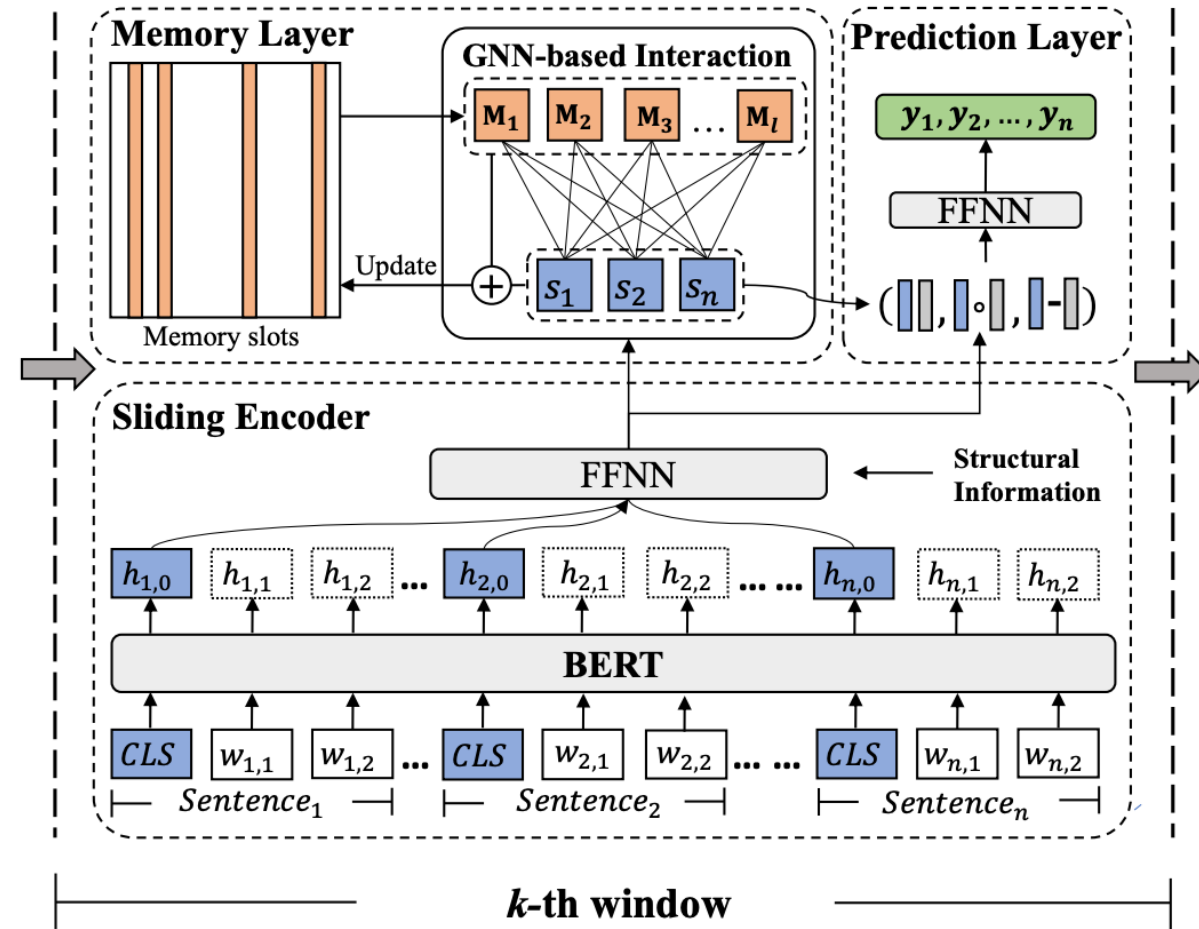 Memory Layer
GNN-based Interaction
Prediction Layer
M₁ M₂ M₃ ... Mₗ
y₁, y₂, ..., yₙ
FFNN
Update
+
s₁ s₂ sₙ
( , ∘ , - )
Memory slots
Sliding Encoder
FFNN
Structural
Information
h₁,₀ h₁,₁ h₁,₂ ... h₂,₀ h₂,₁ h₂,₂ ... ... hₙ,₀ hₙ,₁ hₙ,₂
BERT
CLS w₁,₁ w₁,₂ ... CLS w₂,₁ w₂,₂ ... ... CLS wₙ,₁ wₙ,₂
Sentence₁ Sentence₂ Sentenceₙ
k-th window